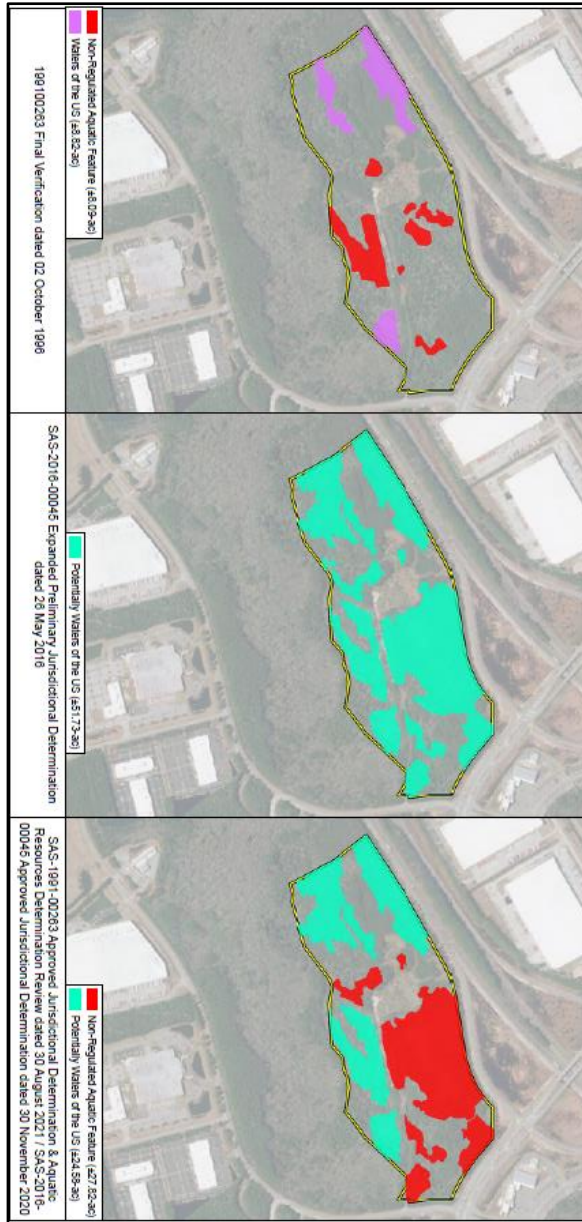 Non-Regulated Aquatic Feature (±6.09-ac)
Waters of the US (±8.82-ac)
199100263 Final Verification dated 02 October 1996
Potentially Waters of the US (±51.73-ac)
SAS-2016-00045 Expanded Preliminary Jurisdictional Determination
dated 26 May 2016
Non-Regulated Aquatic Feature (±27.82-ac)
Potentially Waters of the US (±24.58-ac)
SAS-1991-00263 Approved Jurisdictional Determination & Aquatic
Resources Determination Review dated 30 August 2021 / SAS-2016-
00045 Approved Jurisdictional Determination dated 30 November 2020